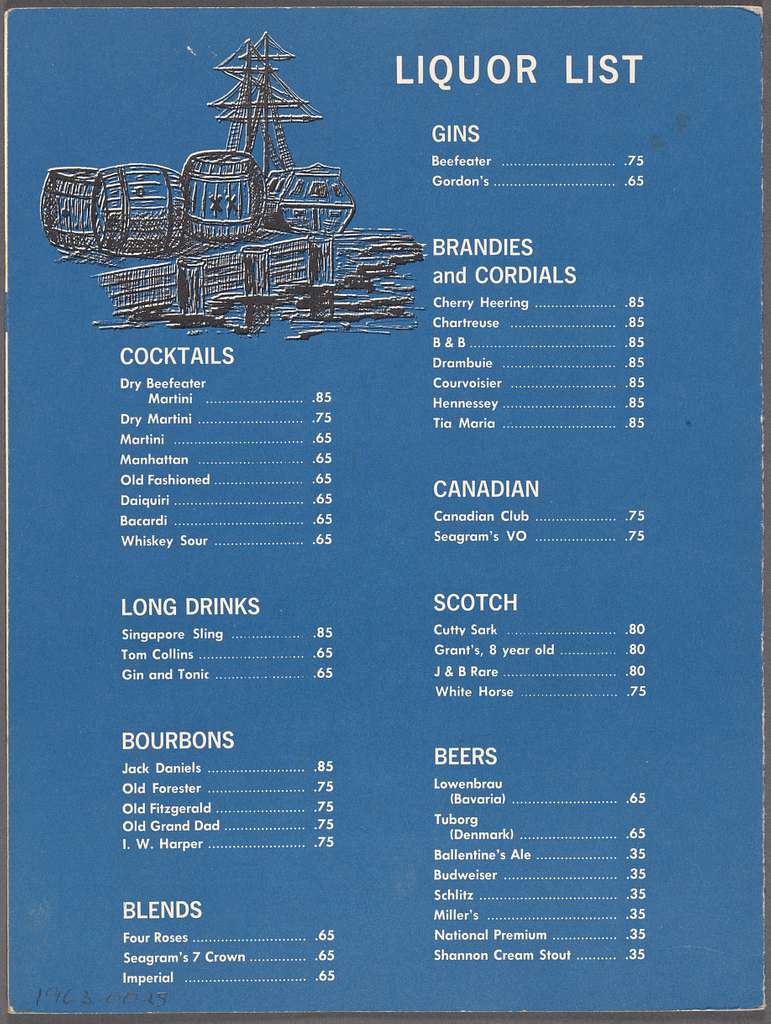 LIQUOR LIST
XX
COCKTAILS
Dry Beefeater
Martini .85
Dry Martini .75
Martini .65
Manhattan .65
Old Fashioned .65
Daiquiri .65
Bacardi .65
Whiskey Sour .65
LONG DRINKS
Singapore Sling .85
Tom Collins .65
Gin and Tonic .65
BOURBONS
Jack Daniels .85
Old Forester .75
Old Fitzgerald .75
Old Grand Dad .75
I. W. Harper .75
BLENDS
Four Roses .65
Seagram's 7 Crown .65
Imperial .65
GINS
Beefeater .75
Gordon's .65
BRANDIES
and CORDIALS
Cherry Heering .85
Chartreuse .85
B & B .85
Drambuie .85
Courvoisier .85
Hennessey .85
Tia Maria .85
CANADIAN
Canadian Club .75
Seagram's VO .75
SCOTCH
Cutty Sark .80
Grant's, 8 year old .80
J & B Rare .80
White Horse .75
BEERS
Lowenbrau
(Bavaria) .65
Tuborg
(Denmark) .65
Ballentine's Ale .35
Budweiser .35
Schlitz .35
Miller's .35
National Premium .35
Shannon Cream Stout .35